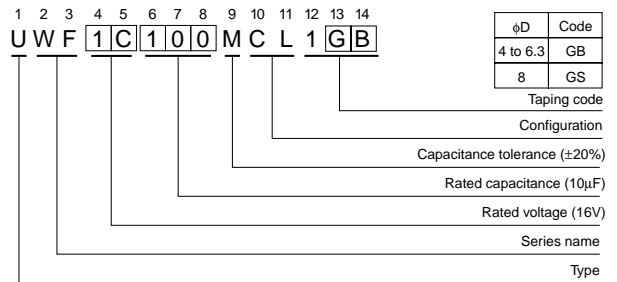 1 2 3 4 5 6 7 8 9 10 11 12 13 14
U W F 1 C 1 0 0 M C L 1 G B
φD Code
4 to 6.3 GB
8 GS
Taping code
Configuration
Capacitance tolerance (±20%)
Rated capacitance (10μF)
Rated voltage (16V)
Series name
Type